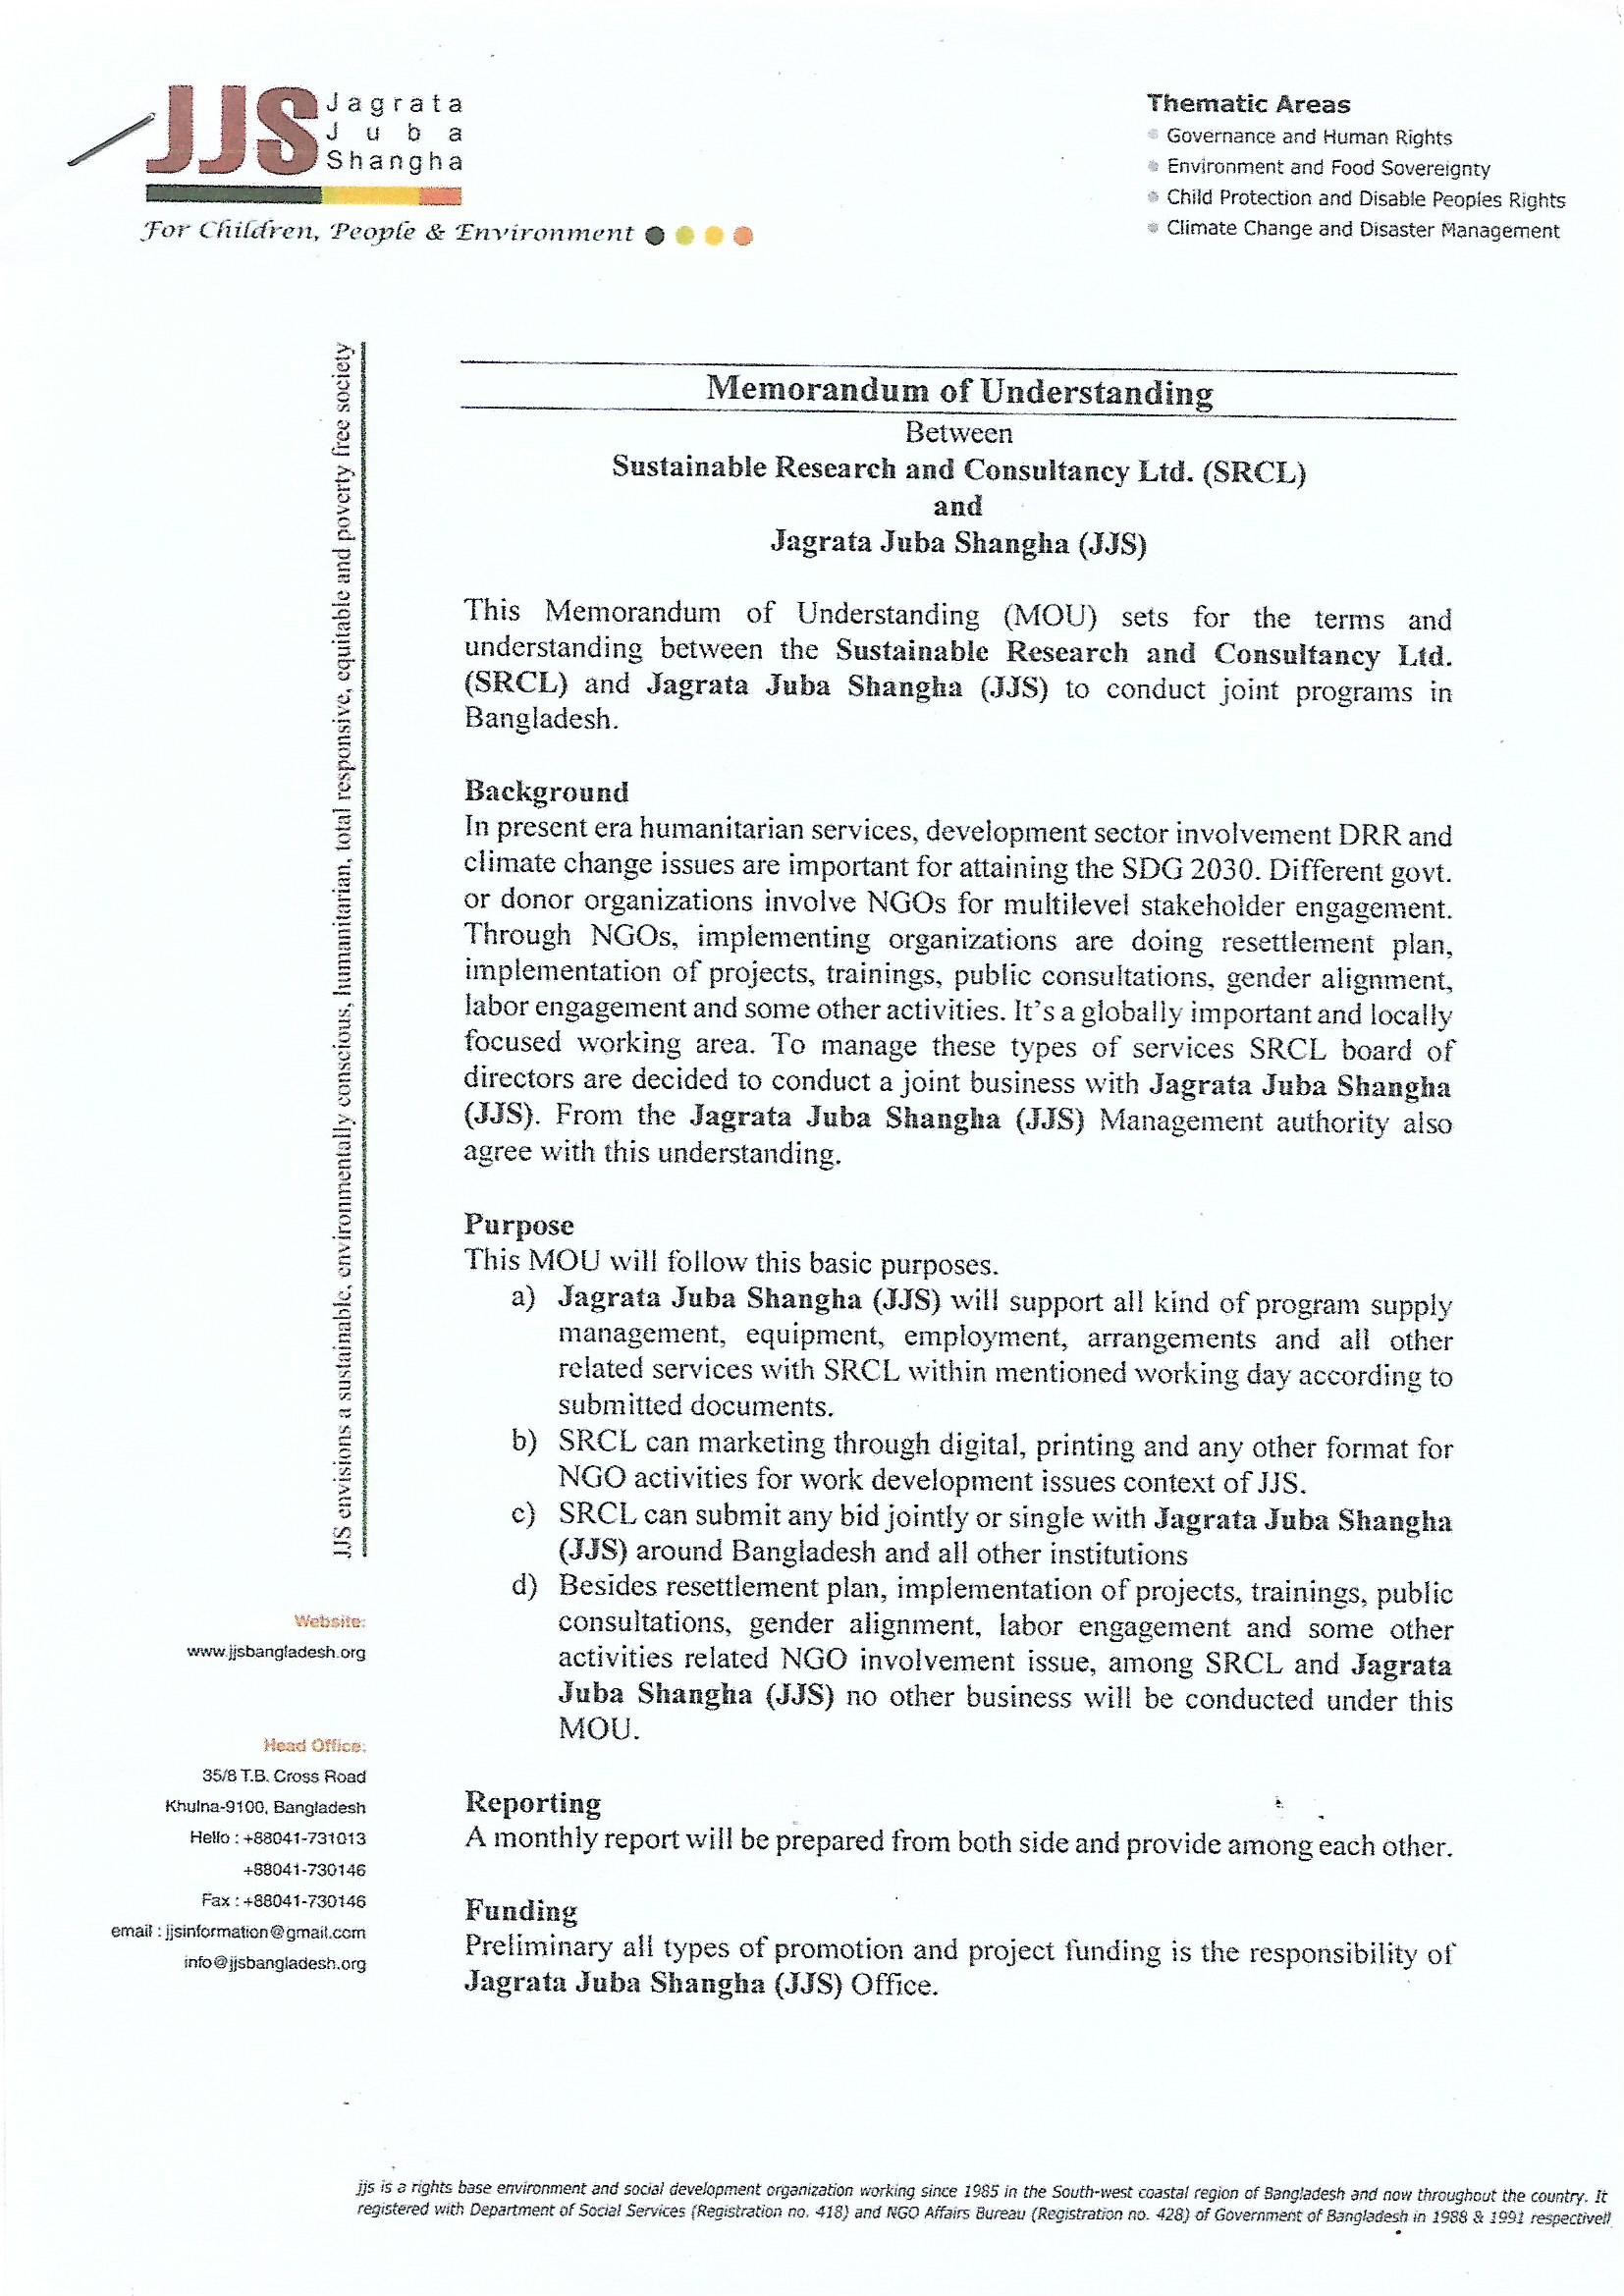 JJS Jagrata
Juba
Shangha
For Children, People & Environment
Thematic Areas
Governance and Human Rights
Environment and Food Sovereignty
Child Protection and Disable Peoples Rights
Climate Change and Disaster Management
JJS envisions a sustainable, environmentally conscious, humanitarian, total responsive, equitable and poverty free society
Memorandum of Understanding
Between
Sustainable Research and Consultancy Ltd. (SRCL)
and
Jagrata Juba Shangha (JJS)
This Memorandum of Understanding (MOU) sets for the terms and
understanding between the Sustainable Research and Consultancy Ltd.
(SRCL) and Jagrata Juba Shangha (JJS) to conduct joint programs in
Bangladesh.
Background
In present era humanitarian services, development sector involvement DRR and
climate change issues are important for attaining the SDG 2030. Different govt.
or donor organizations involve NGOs for multilevel stakeholder engagement.
Through NGOs, implementing organizations are doing resettlement plan,
implementation of projects, trainings, public consultations, gender alignment,
labor engagement and some other activities. It's a globally important and locally
focused working area. To manage these types of services SRCL board of
directors are decided to conduct a joint business with Jagrata Juba Shangha
(JJS). From the Jagrata Juba Shangha (JJS) Management authority also
agree with this understanding.
Purpose
This MOU will follow this basic purposes.
a) Jagrata Juba Shangha (JJS) will support all kind of program supply
management, equipment, employment, arrangements and all other
related services with SRCL within mentioned working day according to
submitted documents.
b) SRCL can marketing through digital, printing and any other format for
NGO activities for work development issues context of JJS.
c) SRCL can submit any bid jointly or single with Jagrata Juba Shangha
(JJS) around Bangladesh and all other institutions
d) Besides resettlement plan, implementation of projects, trainings, public
consultations, gender alignment, labor engagement and some other
activities related NGO involvement issue, among SRCL and Jagrata
Juba Shangha (JJS) no other business will be conducted under this
MOU.
Reporting
A monthly report will be prepared from both side and provide among each other.
Funding
Preliminary all types of promotion and project funding is the responsibility of
Jagrata Juba Shangha (JJS) Office.
Website:
www.jjsbangladesh.org
Head Office:
35/8 T.B. Cross Road
Khulna-9100, Bangladesh
Hello : +88041-731013
+88041-730146
Fax : +88041-730146
email : jjsinformation@gmail.com
info@jjsbangladesh.org
jjs is a rights base environment and social development organization working since 1985 in the South-west coastal region of Bangladesh and now throughout the country. It
registered with Department of Social Services (Registration no. 418) and NGO Affairs Bureau (Registration no. 428) of Government of Bangladesh in 1988 & 1991 respectivell